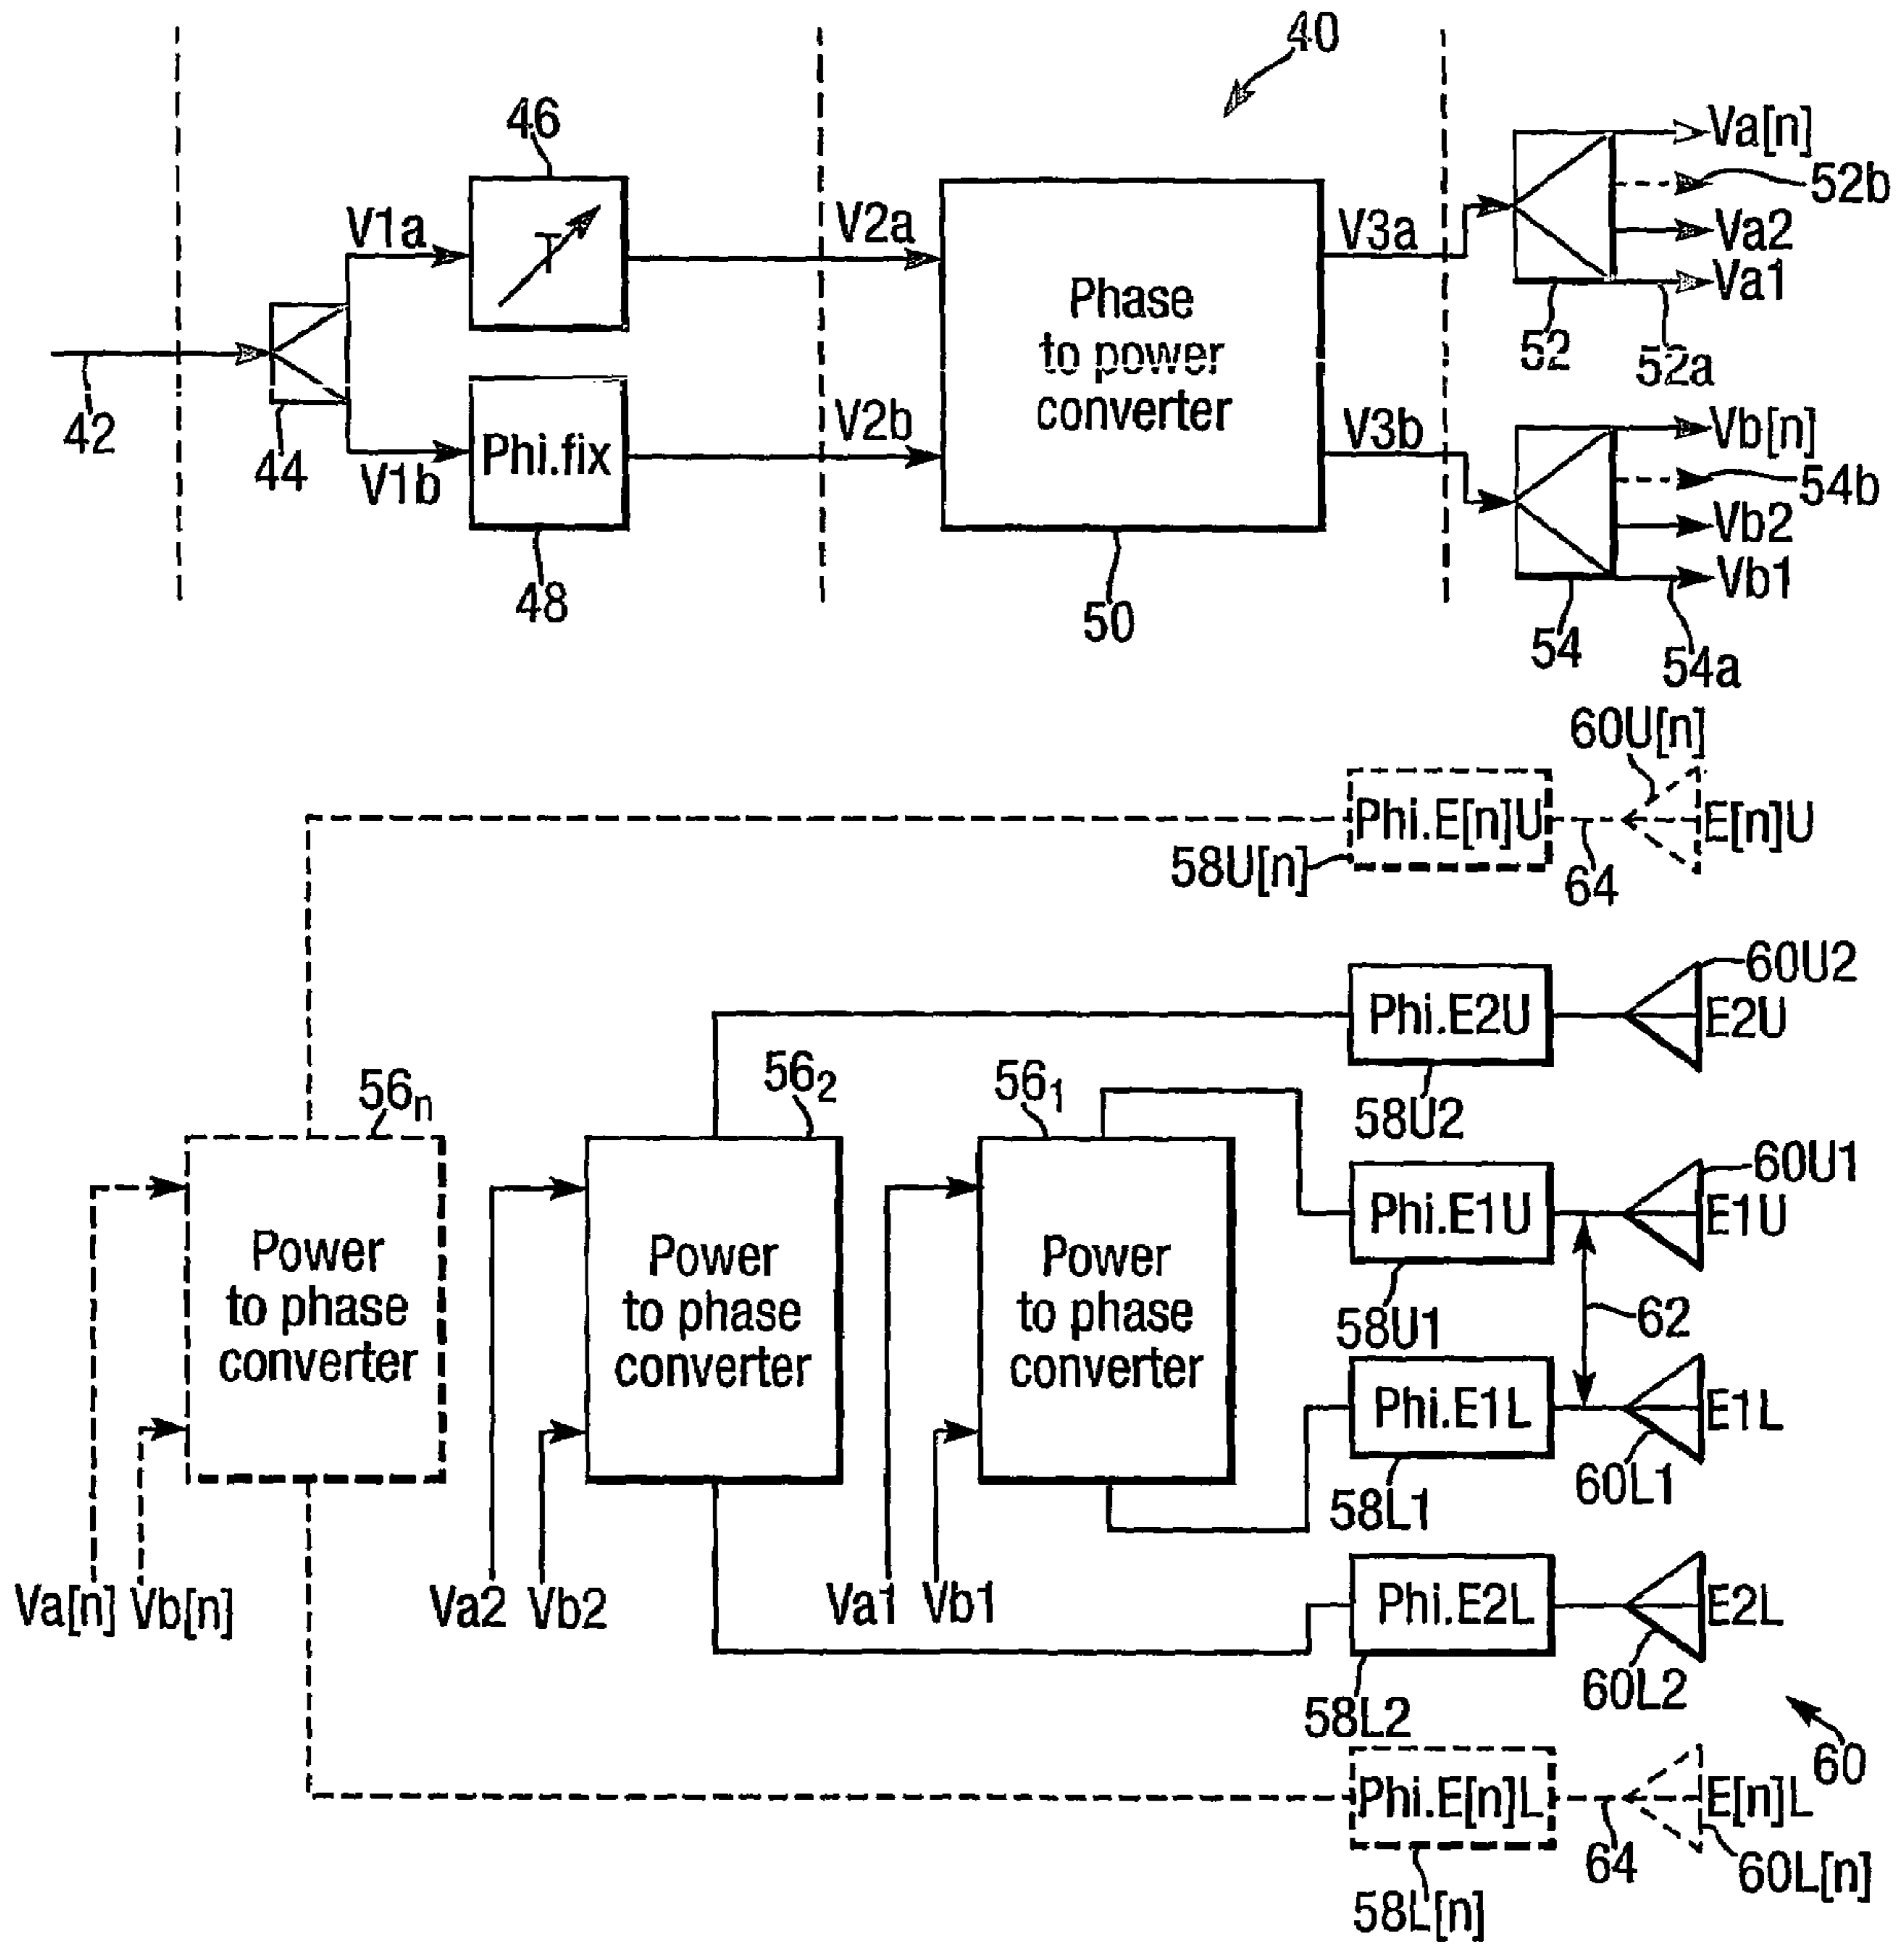 40
46
Va[n]
52b
V1a
T
V2a
V3a
Va2
Va1
Phase
to power
converter
52
52a
42
44
V1b
Phi.fix
V2b
V3b
Vb[n]
54b
Vb2
Vb1
48
50
54
54a
60U[n]
Phi.E[n]U
E[n]U
58U[n]
64
60U2
Phi.E2U
E2U
56n
562
561
58U2
60U1
Phi.E1U
E1U
Power
to phase
converter
Power
to phase
converter
Power
to phase
converter
58U1
62
Phi.E1L
E1L
60L1
58L1
Va[n]
Vb[n]
Va2
Vb2
Va1
Vb1
Phi.E2L
E2L
60L2
58L2
60
Phi.E[n]L
E[n]L
64
60L[n]
58L[n]